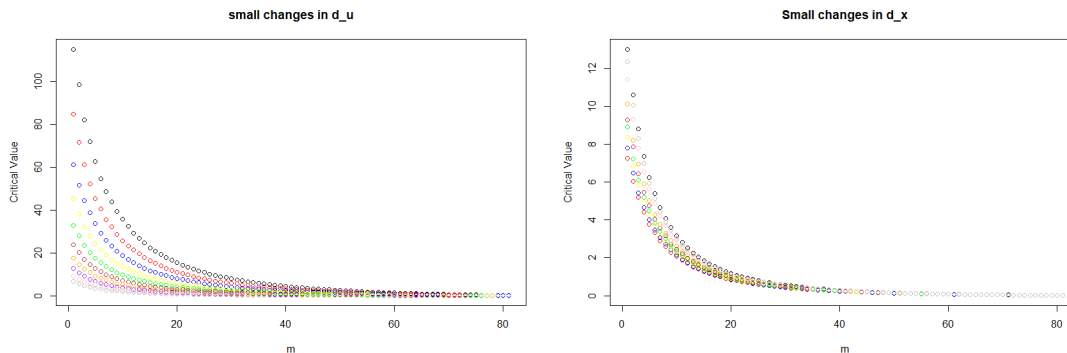 small changes in d_u
Critical Value
100
80
60
40
20
0
0 20 40 60 80
m
Small changes in d_x
Critical Value
12
10
8
6
4
2
0
0 20 40 60 80
m